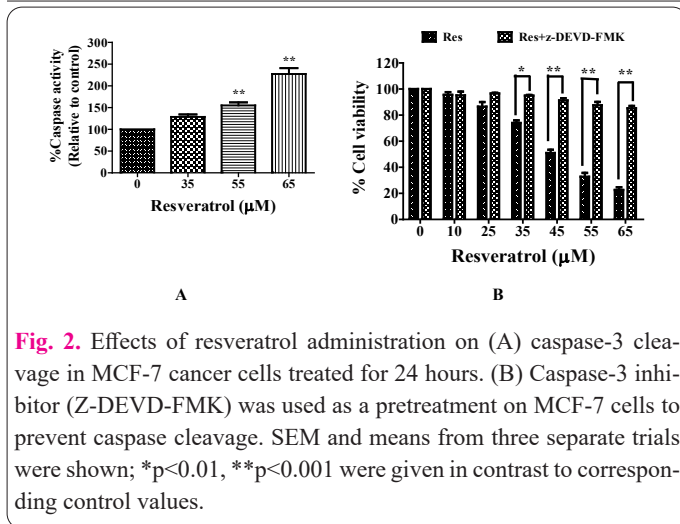 300
250
200
150
100
50
0
%Caspase activity
(Relative to control)
**
**
0 35 55 65
Resveratrol (µM)
A
Res Res+z-DEVD-FMK
120
100
80
60
40
20
0
% Cell viability
* ** ** **
0 10 25 35 45 55 65
Resveratrol (µM)
B
Fig. 2. Effects of resveratrol administration on (A) caspase-3 clea-
vage in MCF-7 cancer cells treated for 24 hours. (B) Caspase-3 inhi-
bitor (Z-DEVD-FMK) was used as a pretreatment on MCF-7 cells to
prevent caspase cleavage. SEM and means from three separate trials
were shown; *p<0.01, **p<0.001 were given in contrast to correspon-
ding control values.